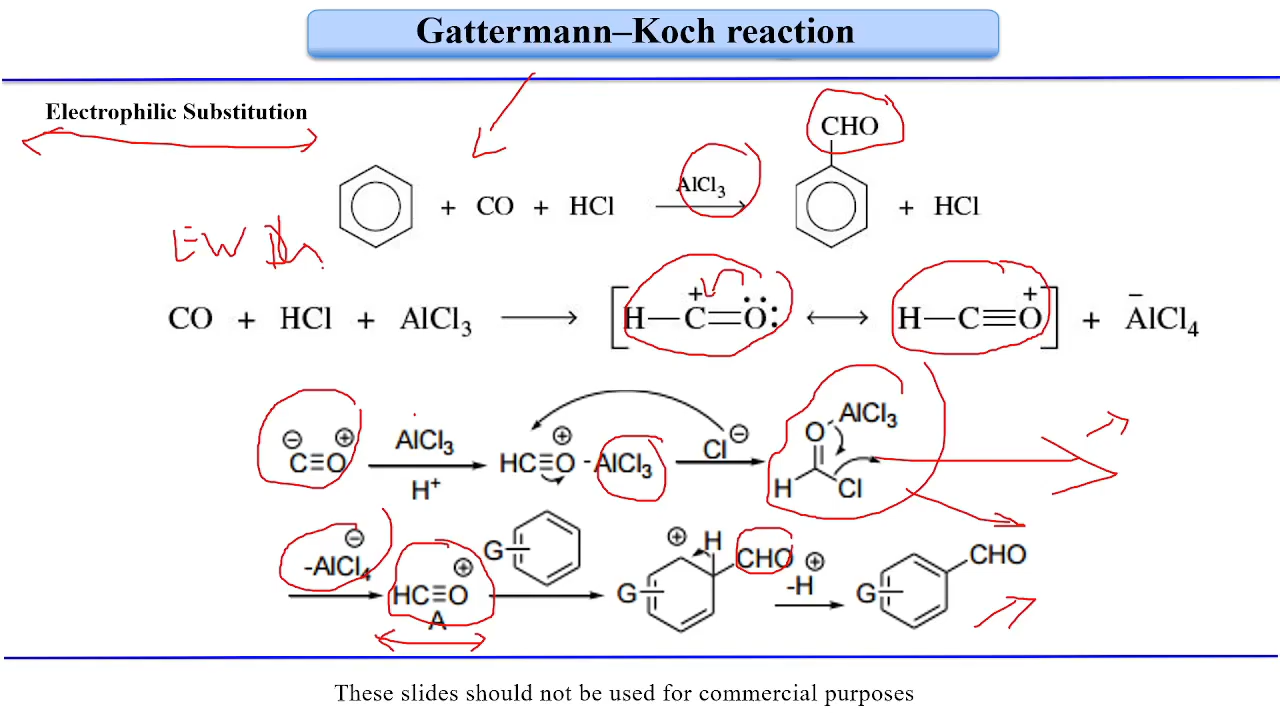 Gattermann–Koch reaction
Electrophilic Substitution
CHO
+ CO + HCl AlCl₃ + HCl
EW
CO + HCl + AlCl₃ ⟶ [H—C⁺=O ⟷ H—C≡O⁺] + ⁻AlCl₄
⊖C≡O⊕ AlCl₃ H⁺ HC≡O⊕ -AlCl₃ Cl⊖ O AlCl₃ H Cl
-AlCl₄⊖ HC≡O⊕ A G G ⊕ H CHO -H⊕ G CHO
These slides should not be used for commercial purposes